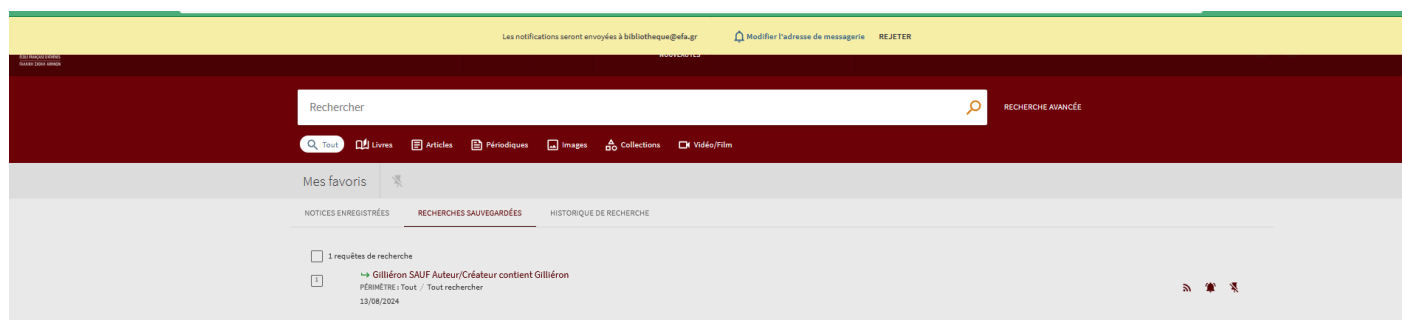 Les notifications seront envoyées à bibliotheque@efa.gr Modifier l'adresse de messagerie REJETER
Rechercher
RECHERCHE AVANCÉE
Tout Livres Articles Périodiques Images Collections Vidéo/Film
Mes favoris
NOTICES ENREGISTRÉES RECHERCHES SAUVEGARDÉES HISTORIQUE DE RECHERCHE
1 requêtes de recherche
1 Gilliéron SAUF Auteur/Créateur contient Gilliéron
PÉRIMÈTRE : Tout / Tout rechercher
13/08/2024